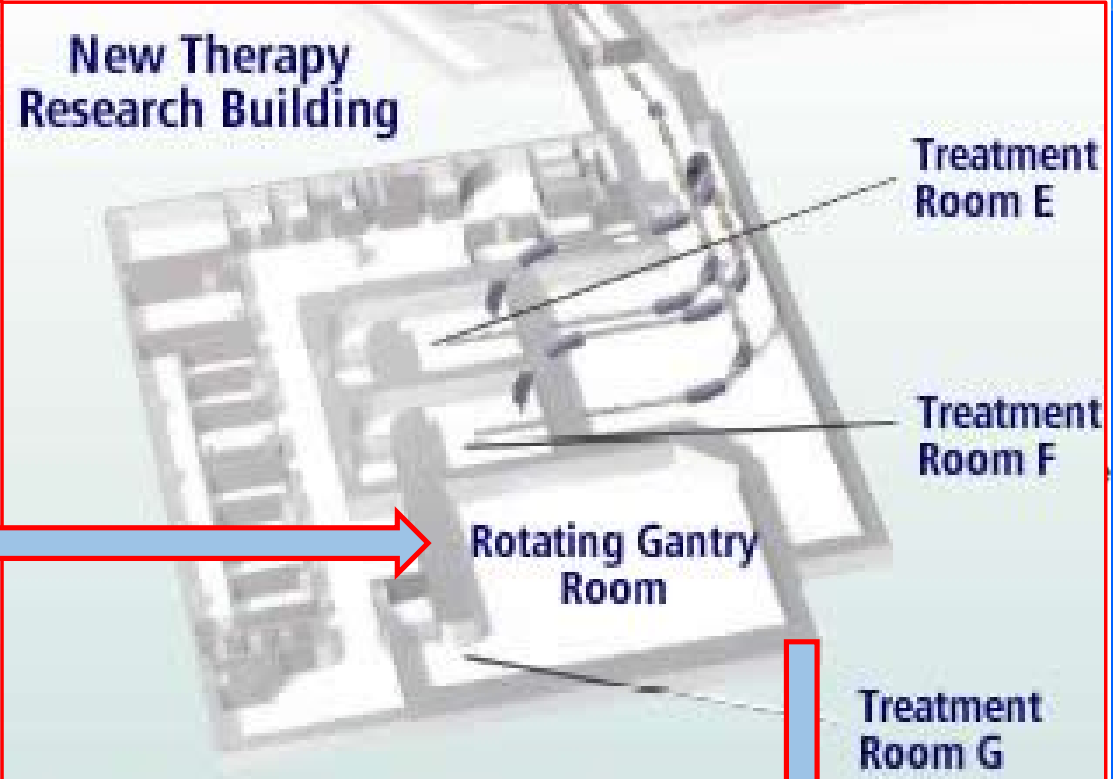 New Therapy
Research Building
Treatment
Room E
Treatment
Room F
Rotating Gantry
Room
Treatment
Room G